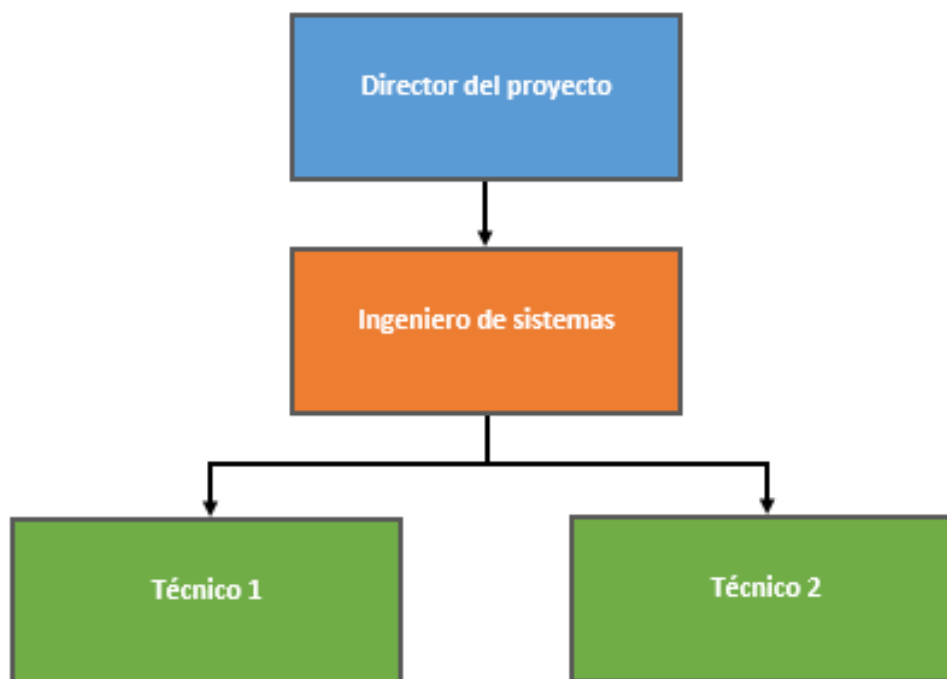 Director del proyecto
Ingeniero de sistemas
Técnico 1
Técnico 2